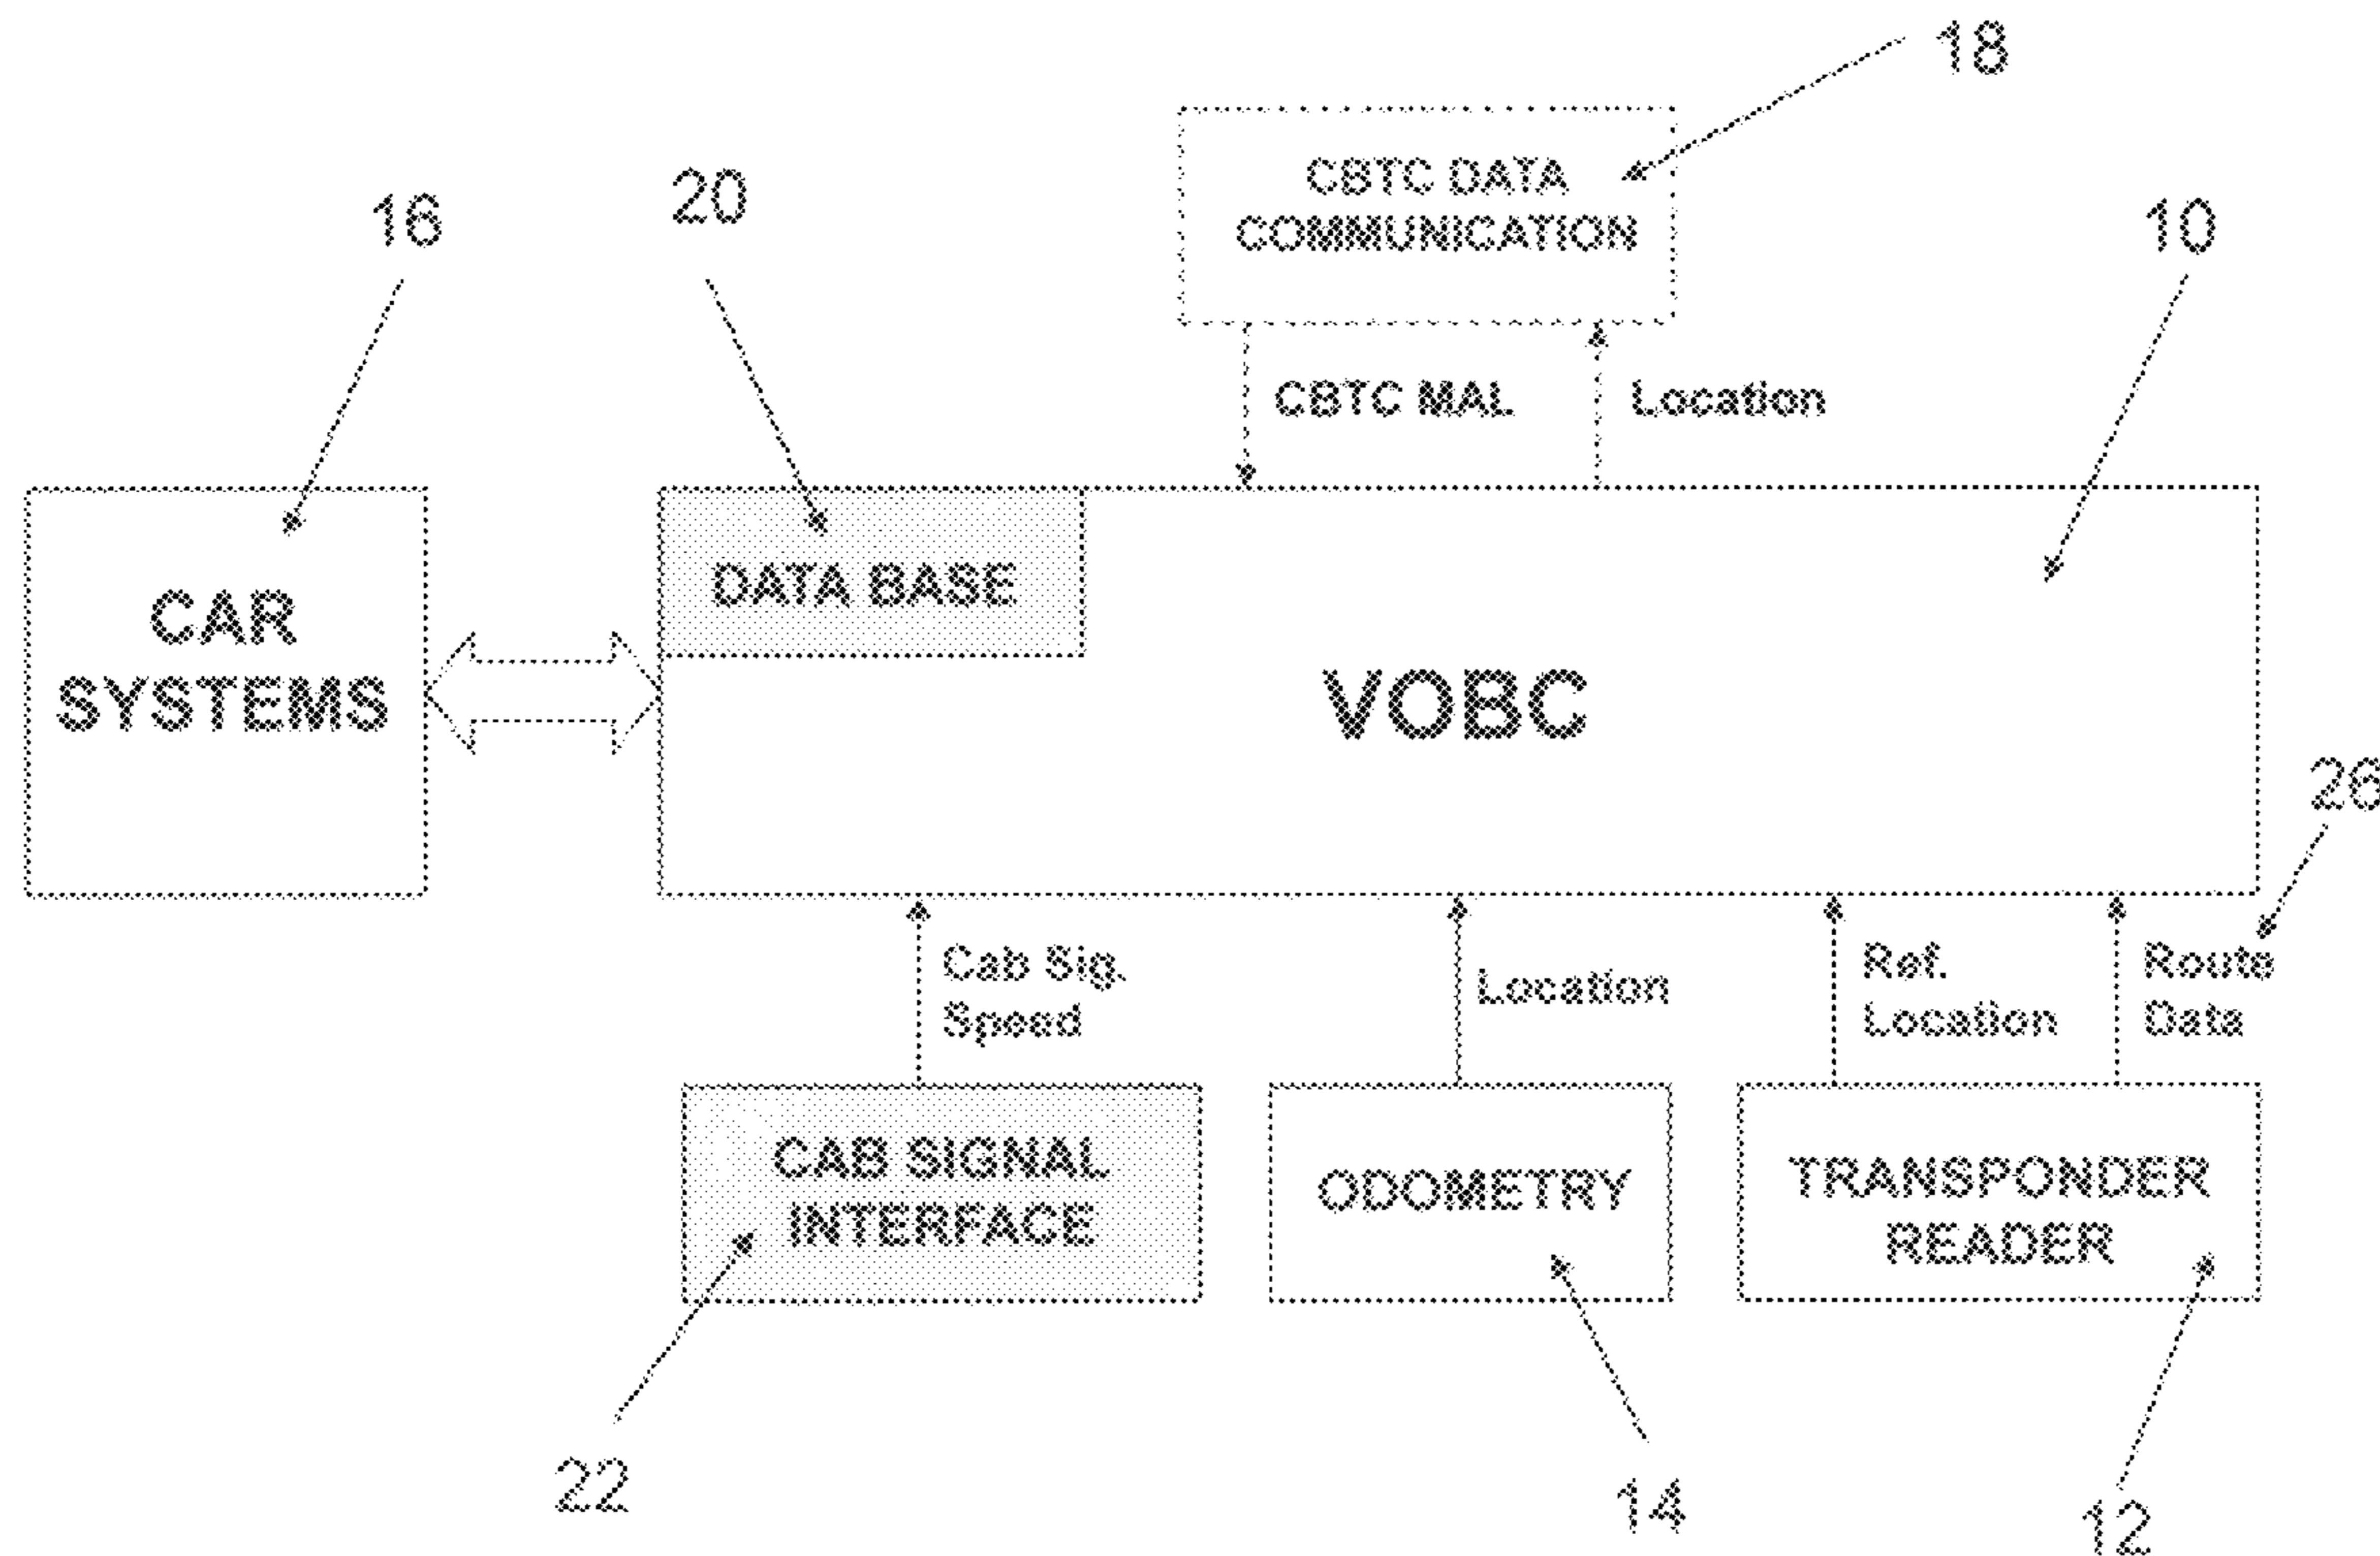 18
CBTC DATA
COMMUNICATION
16
20
10
CBTC MAL
Location
CAR
SYSTEMS
DATA BASE
VOBC
26
Cab Sig.
Speed
Location
Ref.
Location
Route
Data
CAB SIGNAL
INTERFACE
ODOMETRY
TRANSPONDER
READER
22
14
12